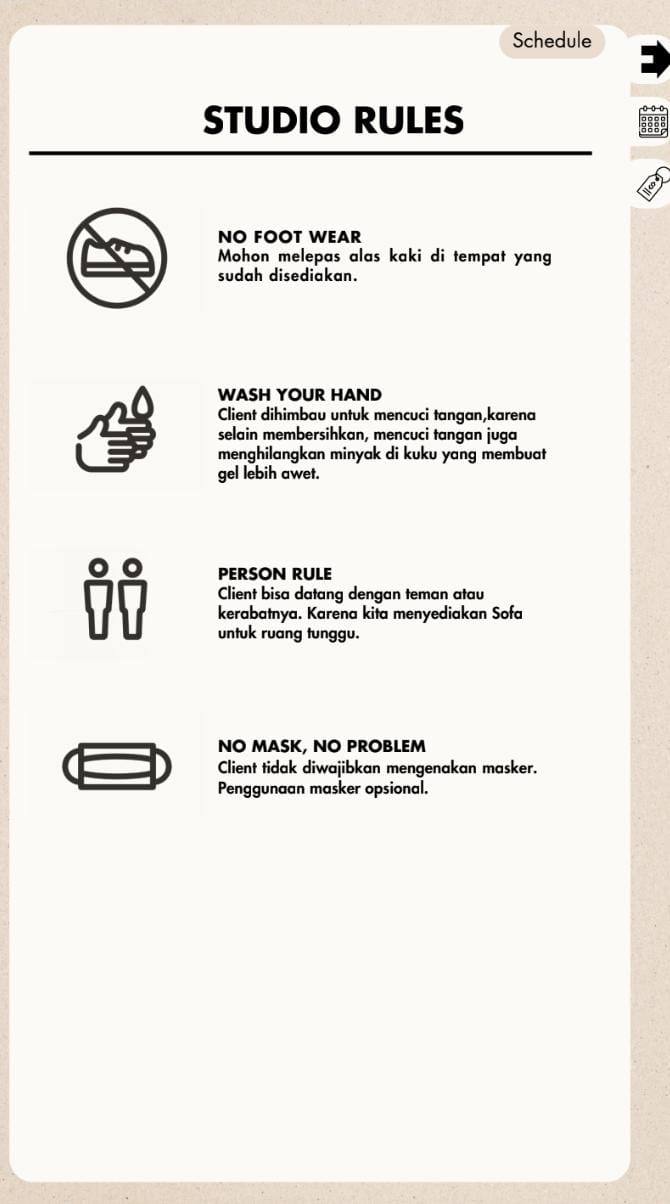 Schedule
STUDIO RULES
NO FOOT WEAR
Mohon melepas alas kaki di tempat yang
sudah disediakan.
WASH YOUR HAND
Client dihimbau untuk mencuci tangan,karena
selain membersihkan, mencuci tangan juga
menghilangkan minyak di kuku yang membuat
gel lebih awet.
PERSON RULE
Client bisa datang dengan teman atau
kerabatnya. Karena kita menyediakan Sofa
untuk ruang tunggu.
NO MASK, NO PROBLEM
Client tidak diwajibkan mengenakan masker.
Penggunaan masker opsional.